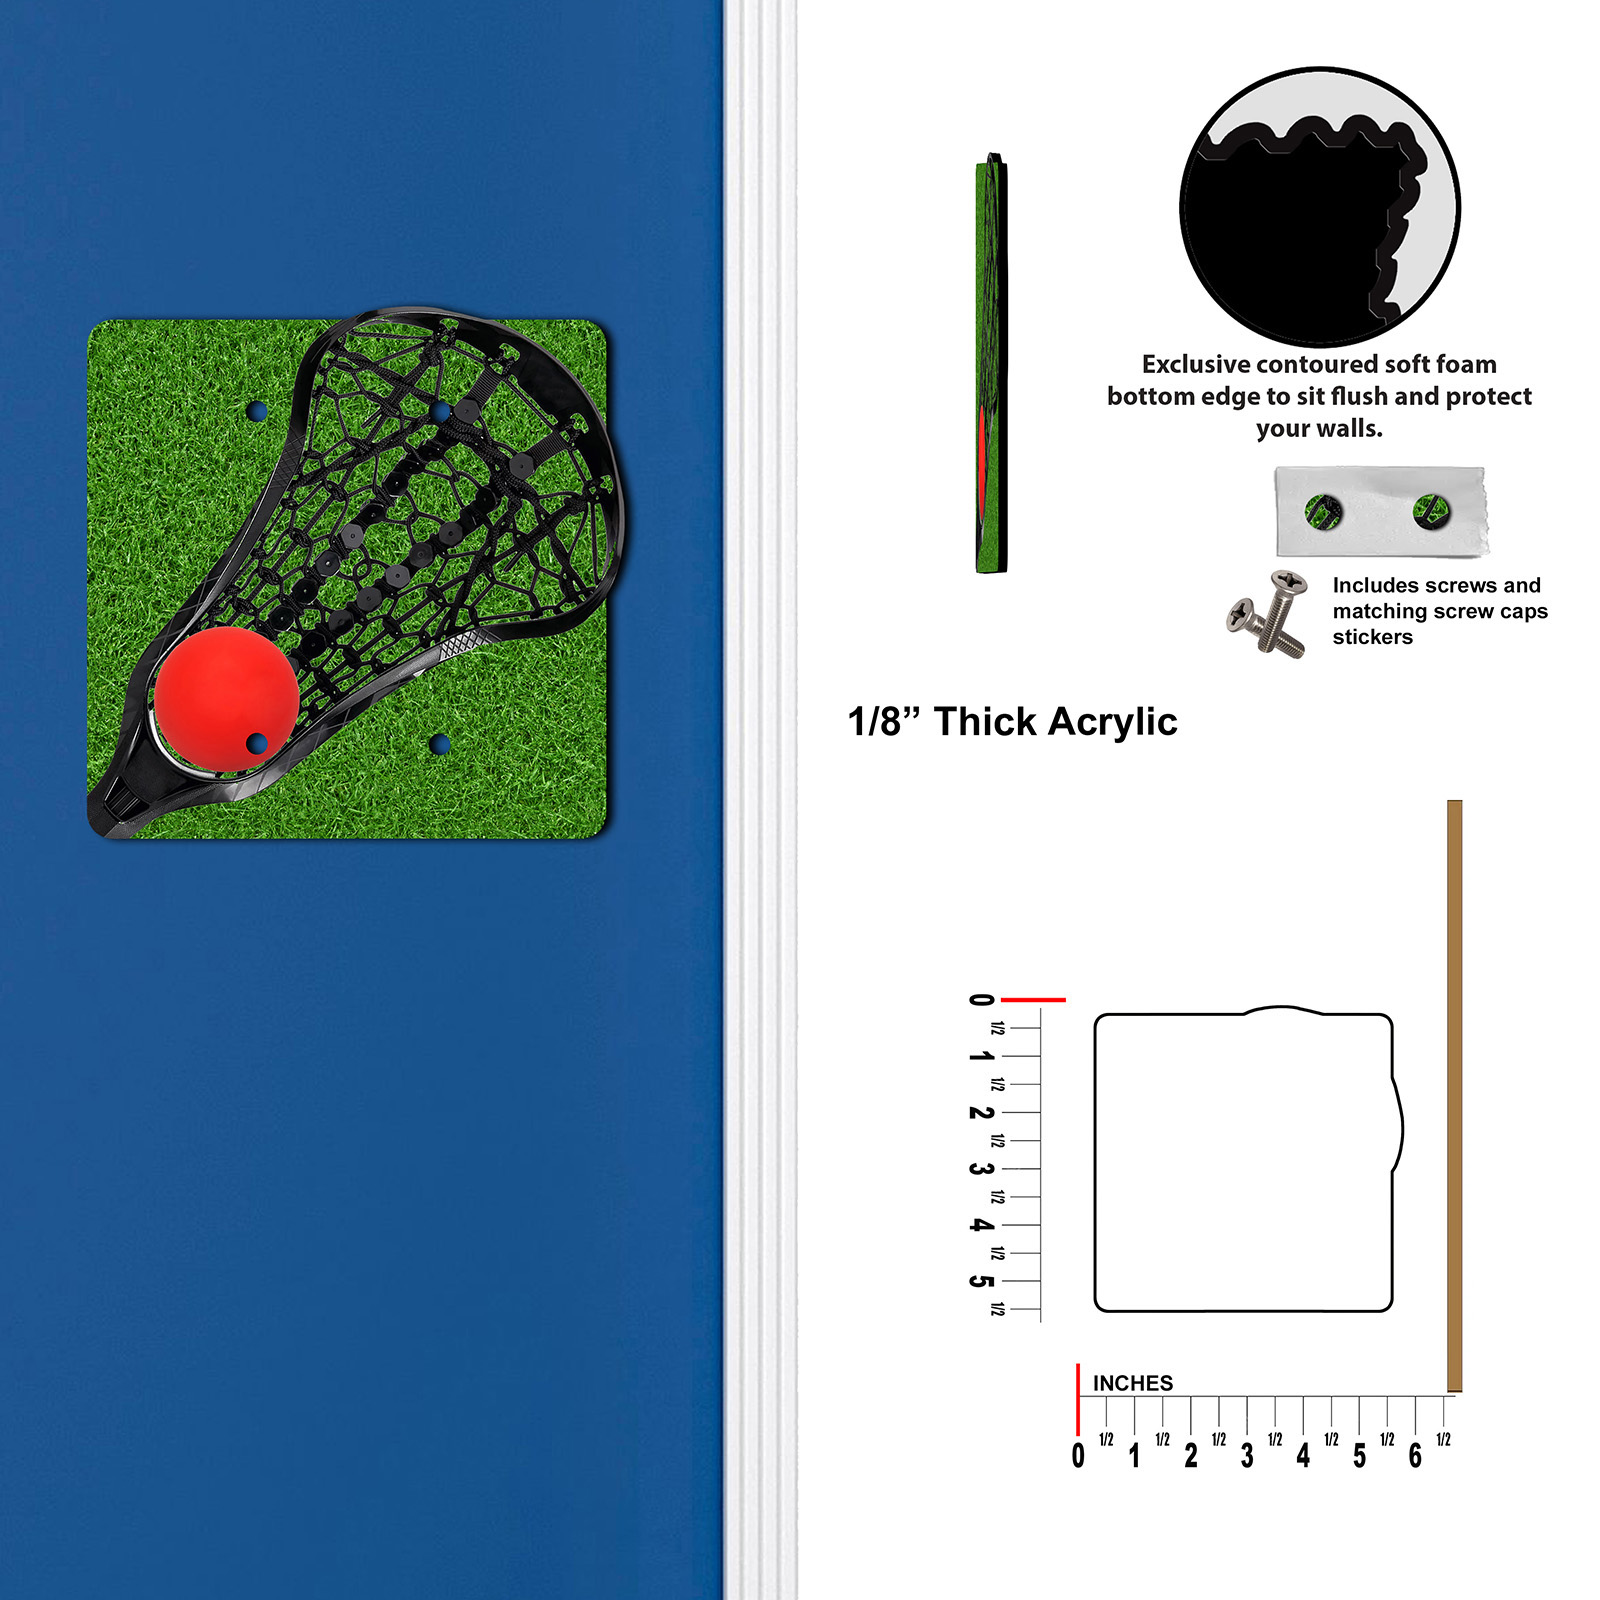 Exclusive contoured soft foam
bottom edge to sit flush and protect
your walls.
Includes screws and
matching screw caps
stickers
1/8” Thick Acrylic
0
1/2
1
1/2
2
1/2
3
1/2
4
1/2
5
1/2
INCHES
0 1/2 1 1/2 2 1/2 3 1/2 4 1/2 5 1/2 6 1/2